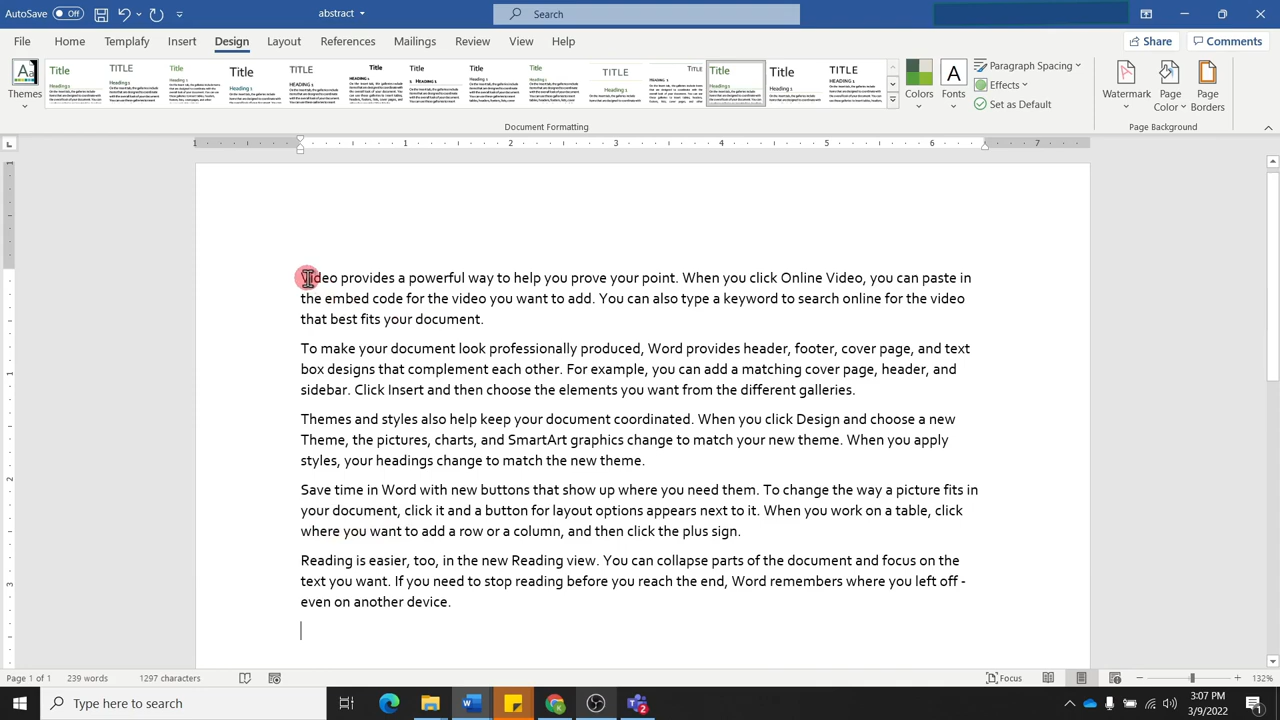 AutoSave Off abstract Search
File Home Templafy Insert Design Layout References Mailings Review View Help Share Comments
Themes Title Title Title Title Title Title Title Title Title Colors Fonts Paragraph Spacing Effects Set as Default Watermark Page Color Page Borders
Document Formatting Page Background
1 1 2 3 4 5 6 7
Video provides a powerful way to help you prove your point. When you click Online Video, you can paste in
the embed code for the video you want to add. You can also type a keyword to search online for the video
that best fits your document.
To make your document look professionally produced, Word provides header, footer, cover page, and text
box designs that complement each other. For example, you can add a matching cover page, header, and
sidebar. Click Insert and then choose the elements you want from the different galleries.
Themes and styles also help keep your document coordinated. When you click Design and choose a new
Theme, the pictures, charts, and SmartArt graphics change to match your new theme. When you apply
styles, your headings change to match the new theme.
Save time in Word with new buttons that show up where you need them. To change the way a picture fits in
your document, click it and a button for layout options appears next to it. When you work on a table, click
where you want to add a row or a column, and then click the plus sign.
Reading is easier, too, in the new Reading view. You can collapse parts of the document and focus on the
text you want. If you need to stop reading before you reach the end, Word remembers where you left off -
even on another device.
Page 1 of 1 239 words 1297 characters Focus 132%
Type here to search 3:07 PM
3/9/2022